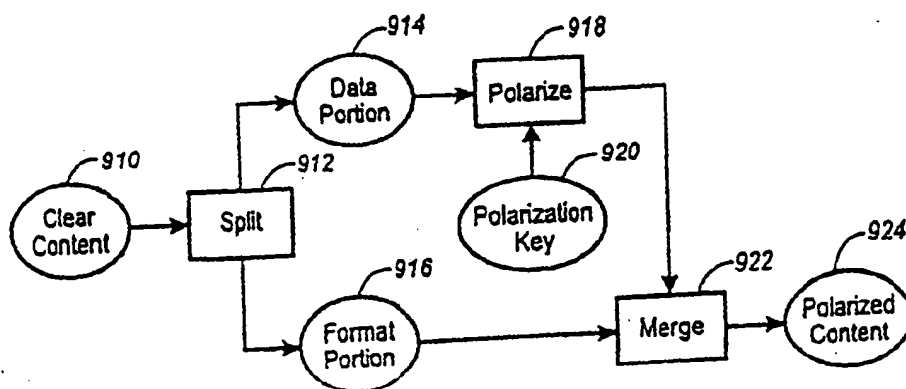 914
Data
Portion
918
Polarize
910
Clear
Content
912
Split
920
Polarization
Key
916
Format
Portion
922
Merge
924
Polarized
Content